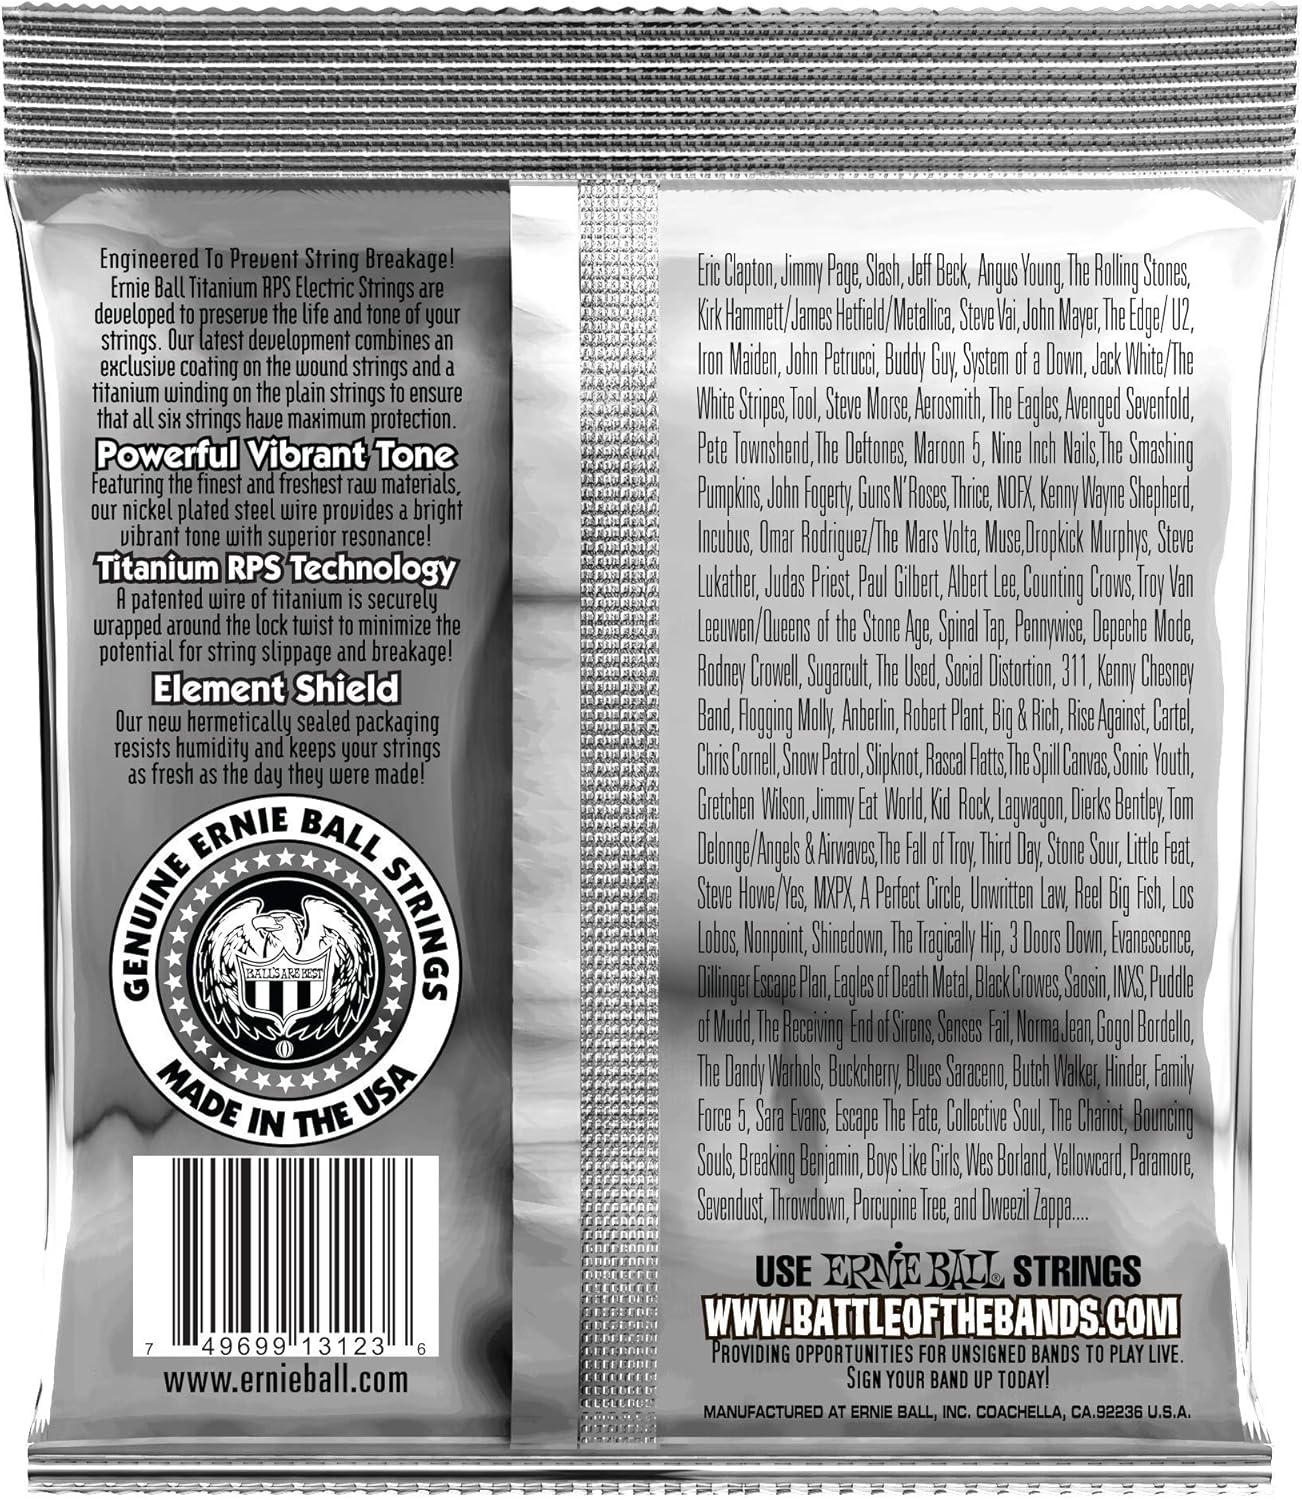 Engineered To Prevent String Breakage!
Ernie Ball Titanium RPS Electric Strings are
developed to preserve the life and tone of your
strings. Our latest development combines an
exclusive coating on the wound strings and a
titanium winding on the plain strings to ensure
that all six strings have maximum protection.
Powerful Vibrant Tone
Featuring the finest and freshest raw materials,
our nickel plated steel wire provides a bright
vibrant tone with superior resonance!
Titanium RPS Technology
A patented wire of titanium is securely
wrapped around the lock twist to minimize the
potential for string slippage and breakage!
Element Shield
Our new hermetically sealed packaging
resists humidity and keeps your strings
as fresh as the day they were made!
GENUINE ERNIE BALL STRINGS
BALL'S ARE BEST
MADE IN THE USA
7 49699 13123 6
www.ernieball.com
Eric Clapton, Jimmy Page, Slash, Jeff Beck, Angus Young, The Rolling Stones,
Kirk Hammett/James Hetfield/Metallica, Steve Vai, John Mayer, The Edge/ U2,
Iron Maiden, John Petrucci, Buddy Guy, System of a Down, Jack White/The
White Stripes, Tool, Steve Morse, Aerosmith, The Eagles, Avenged Sevenfold,
Pete Townshend, The Deftones, Maroon 5, Nine Inch Nails, The Smashing
Pumpkins, John Fogerty, Guns N' Roses, Thrice, NOFX, Kenny Wayne Shepherd,
Incubus, Omar Rodriguez/The Mars Volta, Muse, Dropkick Murphys, Steve
Lukather, Judas Priest, Paul Gilbert, Albert Lee, Counting Crows, Troy Van
Leeuwen/Queens of the Stone Age, Spinal Tap, Pennywise, Depeche Mode,
Rodney Crowell, Sugarcult, The Used, Social Distortion, 311, Kenny Chesney
Band, Flogging Molly, Anberlin, Robert Plant, Big & Rich, Rise Against, Cartel,
Chris Cornell, Snow Patrol, Slipknot, Rascal Flatts, The Spill Canvas, Sonic Youth,
Gretchen Wilson, Jimmy Eat World, Kid Rock, Lagwagon, Dierks Bentley, Tom
Delonge/Angels & Airwaves, The Fall of Troy, Third Day, Stone Sour, Little Feat,
Steve Howe/Yes, MXPX, A Perfect Circle, Unwritten Law, Reel Big Fish, Los
Lobos, Nonpoint, Shinedown, The Tragically Hip, 3 Doors Down, Evanescence,
Dillinger Escape Plan, Eagles of Death Metal, Black Crowes, Saosin, INXS, Puddle
of Mudd, The Receiving End of Sirens, Senses Fail, Norma Jean, Gogol Bordello,
The Dandy Warhols, Buckcherry, Blues Saraceno, Butch Walker, Hinder, Family
Force 5, Sara Evans, Escape The Fate, Collective Soul, The Chariot, Bouncing
Souls, Breaking Benjamin, Boys Like Girls, Wes Borland, Yellowcard, Paramore,
Sevendust, Throwdown, Porcupine Tree, and Dweezil Zappa....
USE ERNiE BALL® STRINGS
WWW.BATTLEOFTHEBANDS.COM
PROVIDING OPPORTUNITIES FOR UNSIGNED BANDS TO PLAY LIVE.
SIGN YOUR BAND UP TODAY!
MANUFACTURED AT ERNIE BALL, INC. COACHELLA, CA.92236 U.S.A.